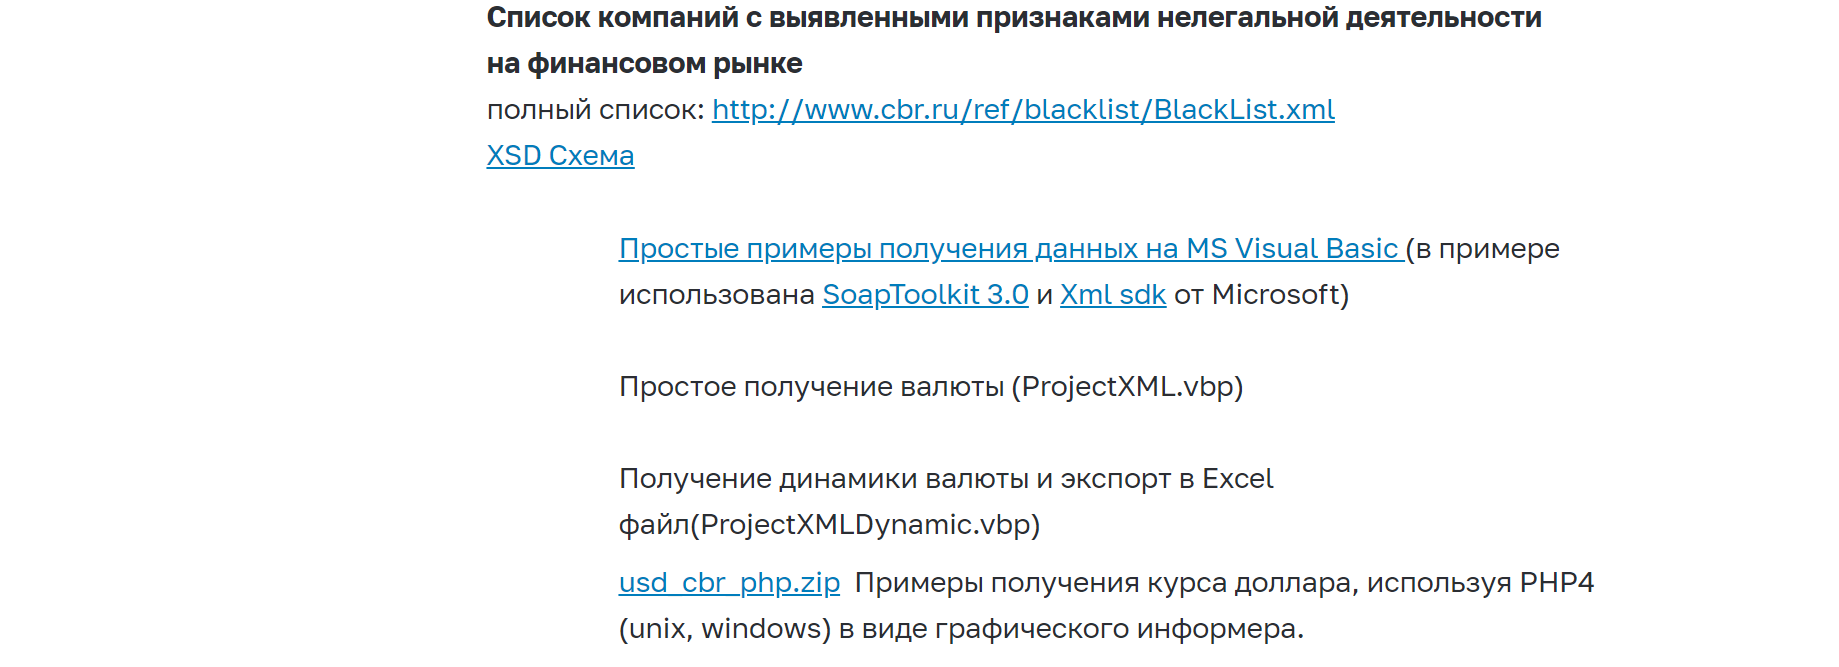 Список компаний с выявленными признаками нелегальной деятельности
на финансовом рынке
полный список: http://www.cbr.ru/ref/blacklist/BlackList.xml
XSD Схема
Простые примеры получения данных на MS Visual Basic (в примере
использована SoapToolkit 3.0 и Xml sdk от Microsoft)
Простое получение валюты (ProjectXML.vbp)
Получение динамики валюты и экспорт в Excel
файл(ProjectXMLDynamic.vbp)
usd_cbr_php.zip Примеры получения курса доллара, используя PHP4
(unix, windows) в виде графического информера.